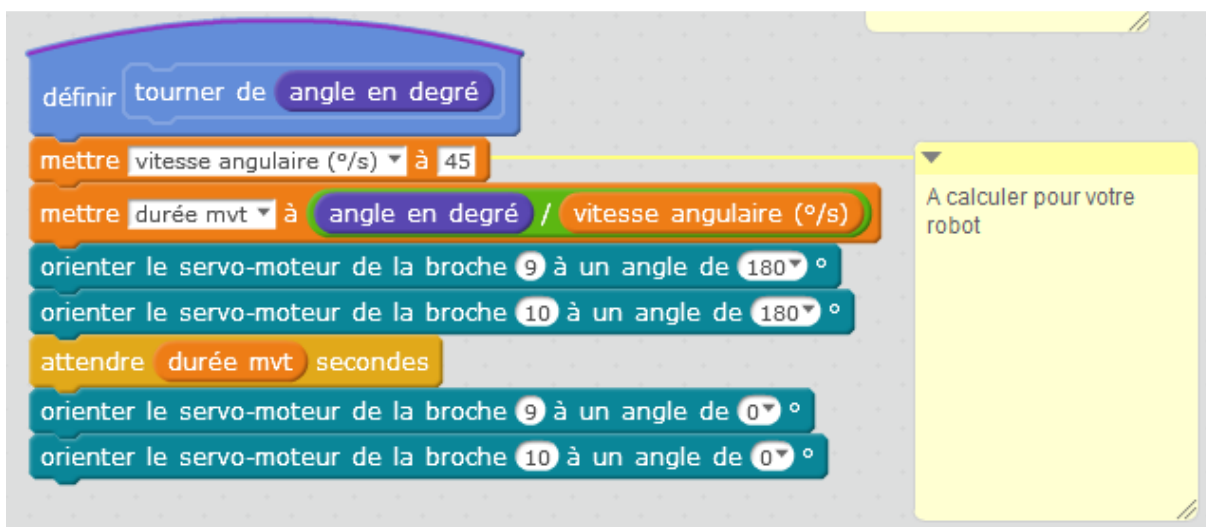 définir tourner de angle en degré
mettre vitesse angulaire (°/s) à 45
mettre durée mvt à angle en degré / vitesse angulaire (°/s)
orienter le servo-moteur de la broche 9 à un angle de 180 °
orienter le servo-moteur de la broche 10 à un angle de 180 °
attendre durée mvt secondes
orienter le servo-moteur de la broche 9 à un angle de 0 °
orienter le servo-moteur de la broche 10 à un angle de 0 °
A calculer pour votre
robot